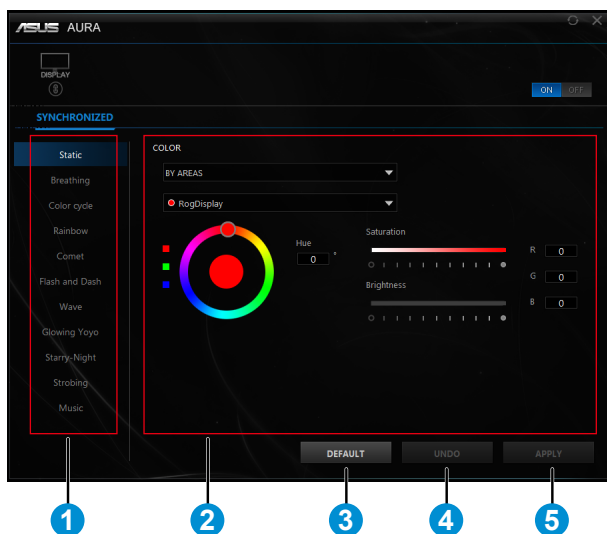 ASUS AURA
DISPLAY
ON OFF
SYNCHRONIZED
Static
Breathing
Color cycle
Rainbow
Comet
Flash and Dash
Wave
Glowing Yoyo
Starry-Night
Strobing
Music
COLOR
BY AREAS
RogDisplay
Hue
0 °
Saturation
Brightness
R 0
G 0
B 0
DEFAULT UNDO APPLY
1 2 3 4 5